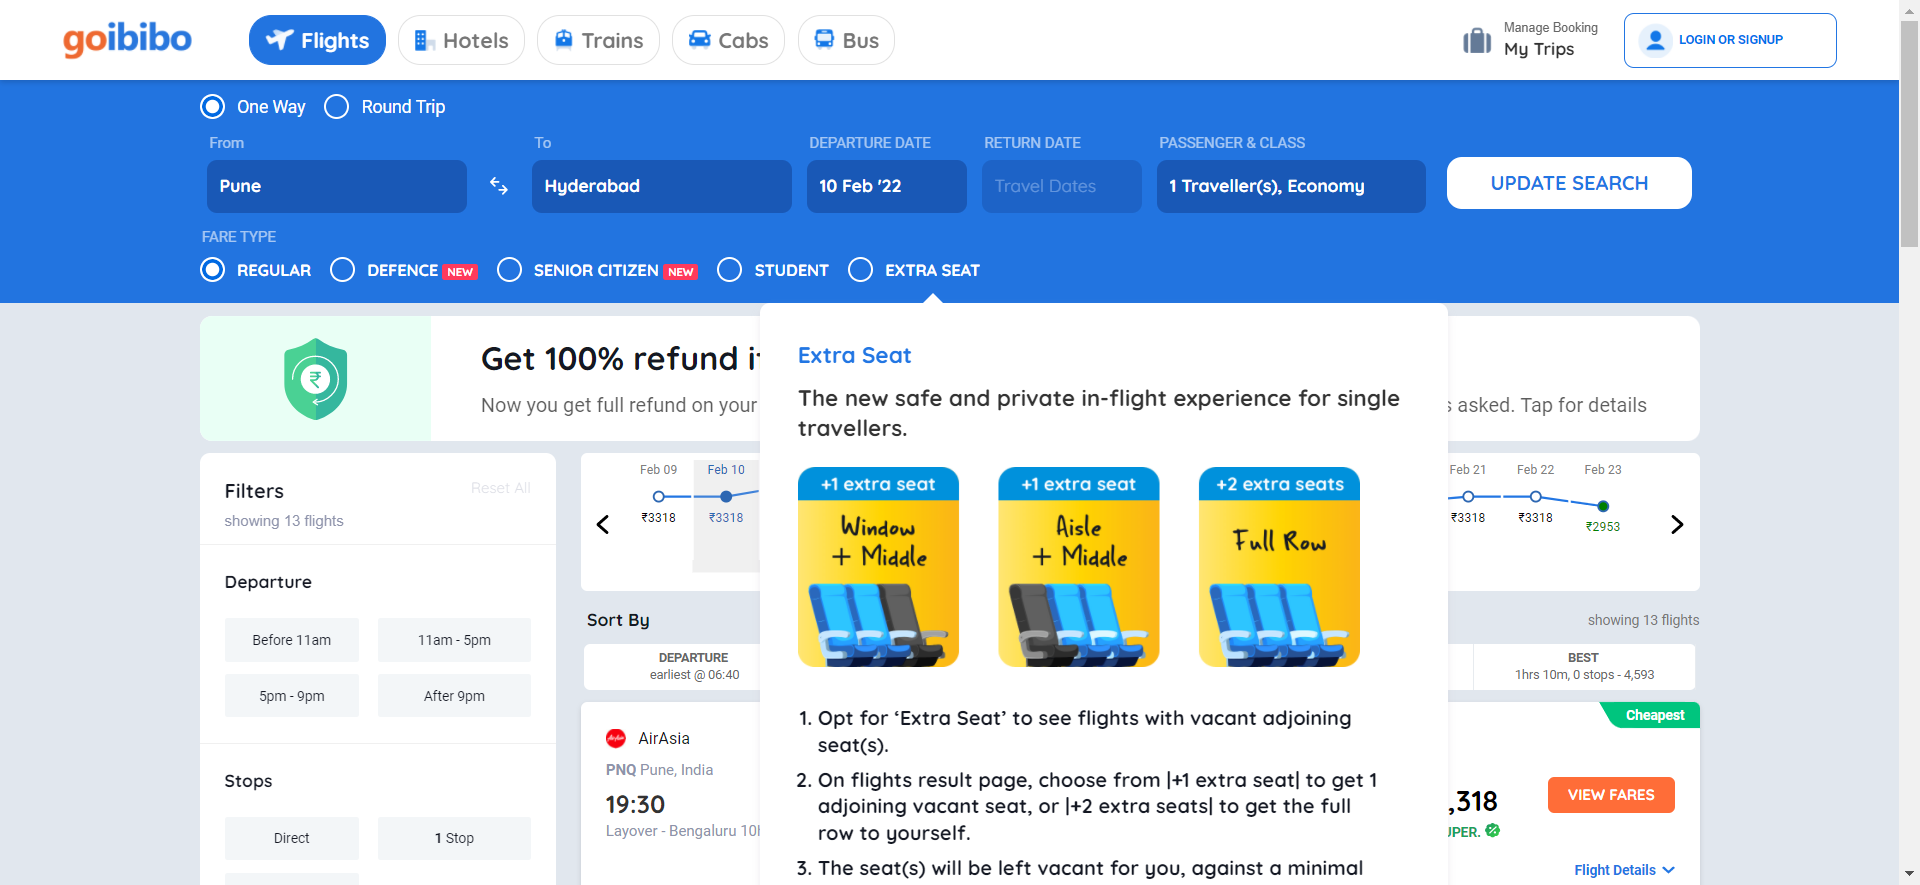 goibibo
Flights
Hotels
Trains
Cabs
Bus
Manage Booking
My Trips
LOGIN OR SIGNUP
One Way
Round Trip
From
To
DEPARTURE DATE
RETURN DATE
PASSENGER & CLASS
Pune
Hyderabad
10 Feb '22
Travel Dates
1 Traveller(s), Economy
UPDATE SEARCH
FARE TYPE
REGULAR
DEFENCE NEW
SENIOR CITIZEN NEW
STUDENT
EXTRA SEAT
Get 100% refund
Now you get full refund on your
asked. Tap for details
Extra Seat
The new safe and private in-flight experience for single
travellers.
+1 extra seat
Window
+ Middle
+1 extra seat
Aisle
+ Middle
+2 extra seats
Full Row
1. Opt for ‘Extra Seat’ to see flights with vacant adjoining
seat(s).
2. On flights result page, choose from |+1 extra seat| to get 1
adjoining vacant seat, or |+2 extra seats| to get the full
row to yourself.
3. The seat(s) will be left vacant for you, against a minimal
Filters
Reset All
showing 13 flights
Departure
Before 11am
11am - 5pm
5pm - 9pm
After 9pm
Stops
Direct
1 Stop
Feb 09
₹3318
Feb 10
₹3318
Feb 21
₹3318
Feb 22
₹3318
Feb 23
₹2953
Sort By
showing 13 flights
DEPARTURE
earliest @ 06:40
BEST
1hrs 10m, 0 stops - 4,593
AirAsia
PNQ Pune, India
19:30
Layover - Bengaluru
Cheapest
,318
VIEW FARES
Flight Details